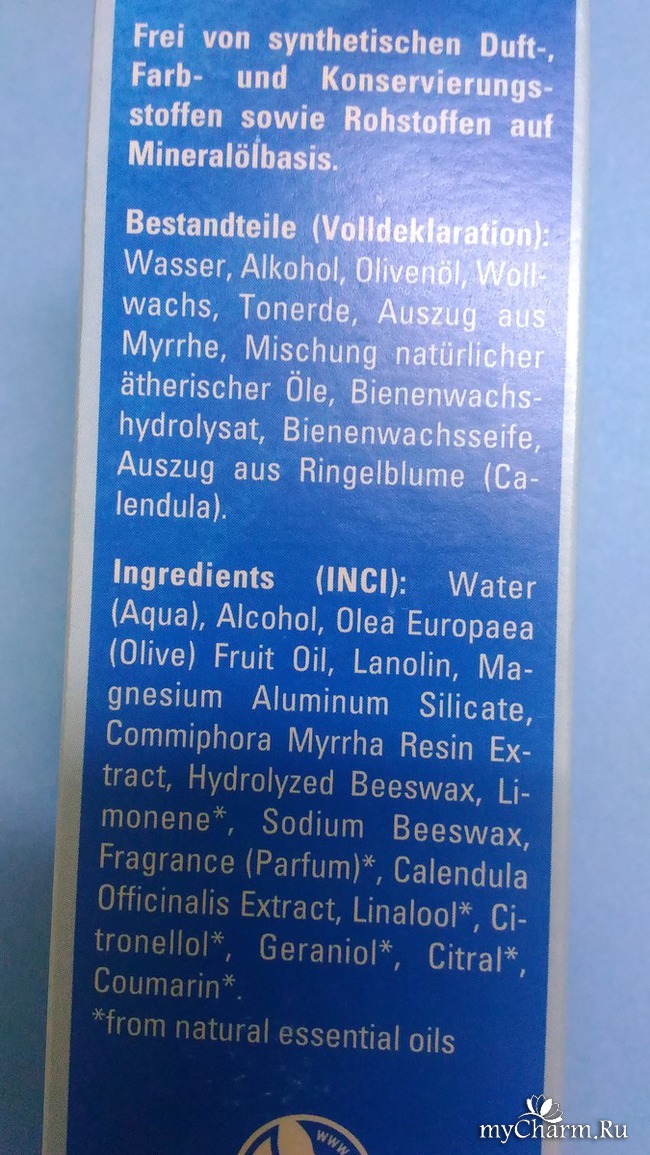 Frei von synthetischen Duft-,
Farb- und Konservierungs-
stoffen sowie Rohstoffen auf
Mineralölbasis.
Bestandteile (Volldeklaration):
Wasser, Alkohol, Olivenöl, Woll-
wachs, Tonerde, Auszug aus
Myrrhe, Mischung natürlicher
ätherischer Öle, Bienenwachs-
hydrolysat, Bienenwachsseife,
Auszug aus Ringelblume (Ca-
lendula).
Ingredients (INCI): Water
(Aqua), Alcohol, Olea Europaea
(Olive) Fruit Oil, Lanolin, Ma-
gnesium Aluminum Silicate,
Commiphora Myrrha Resin Ex-
tract, Hydrolyzed Beeswax, Li-
monene*, Sodium Beeswax,
Fragrance (Parfum)*, Calendula
Officinalis Extract, Linalool*, Ci-
tronellol*, Geraniol*, Citral*,
Coumarin*.
*from natural essential oils
www.
myCharm.Ru